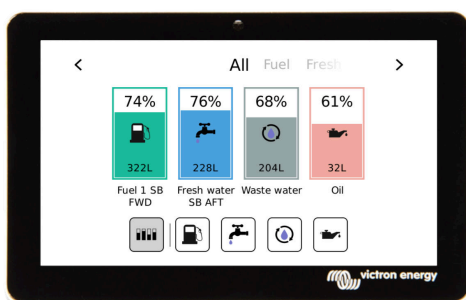 All Fuel Fresh
74% 76% 68% 61%
322L 228L 204L 32L
Fuel 1 SB Fresh water Waste water Oil
FWD SB AFT
victron energy